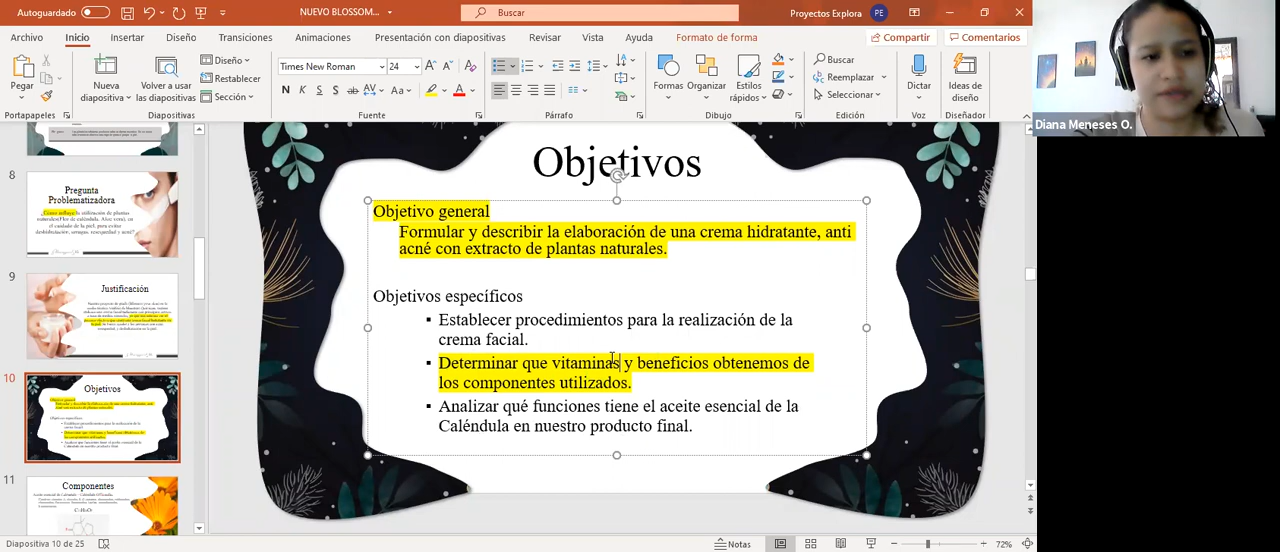 Autoguardado
NUEVO BLOSSOM...
Buscar
Proyectos Explora
PE
Archivo Inicio Insertar Diseño Transiciones Animaciones Presentación con diapositivas Revisar Vista Ayuda Formato de forma
Compartir
Comentarios
Pegar
Nueva diapositiva
Volver a usar las diapositivas
Diseño
Restablecer
Sección
Times New Roman
24
N K S S
AV Aa
Formas
Organizar
Estilos rápidos
Buscar
Reemplazar
Seleccionar
Dictar
Ideas de diseño
Portapapeles
Diapositivas
Fuente
Párrafo
Dibujo
Edición
Voz
Diseñador
Diana Meneses O.
8
Pregunta
Problematizadora
9
Justificación
10
Objetivos
11
Componentes
Objetivos
Objetivo general
Formular y describir la elaboración de una crema hidratante, anti
acné con extracto de plantas naturales.
Objetivos específicos
▪ Establecer procedimientos para la realización de la
crema facial.
▪ Determinar que vitaminas y beneficios obtenemos de
los componentes utilizados.
▪ Analizar qué funciones tiene el aceite esencial de la
Caléndula en nuestro producto final.
Diapositiva 10 de 25
Notas
72%